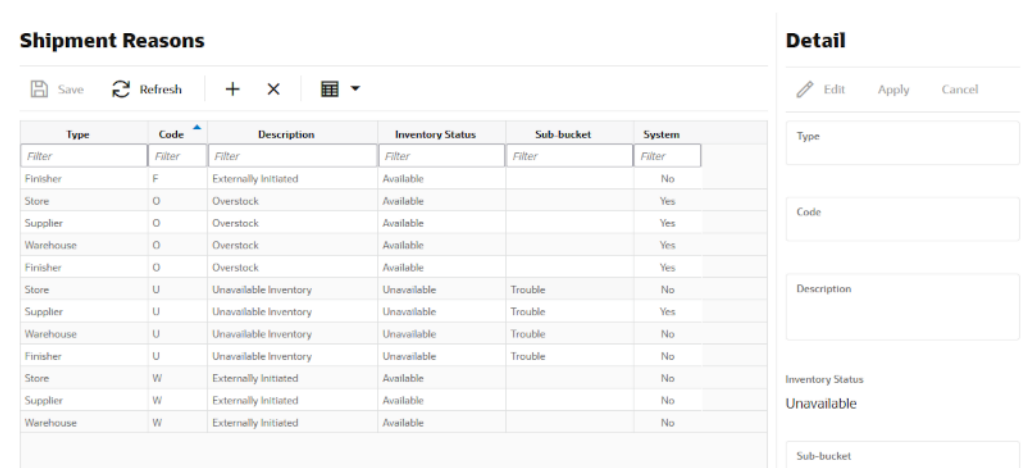 Shipment Reasons
Save Refresh
Type Code Description Inventory Status Sub-bucket System
Filter Filter Filter Filter Filter Filter
Finisher F Externally Initiated Available No
Store O Overstock Available Yes
Supplier O Overstock Available Yes
Warehouse O Overstock Available Yes
Finisher O Overstock Available Yes
Store U Unavailable Inventory Unavailable Trouble No
Supplier U Unavailable Inventory Unavailable Trouble Yes
Warehouse U Unavailable Inventory Unavailable Trouble No
Finisher U Unavailable Inventory Unavailable Trouble No
Store W Externally Initiated Available No
Supplier W Externally Initiated Available No
Warehouse W Externally Initiated Available No
Detail
Edit Apply Cancel
Type
Code
Description
Inventory Status
Unavailable
Sub-bucket